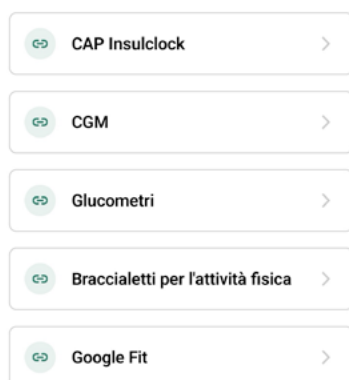 CAP Insulclock
CGM
Glucometri
Braccialetti per l'attività fisica
Google Fit